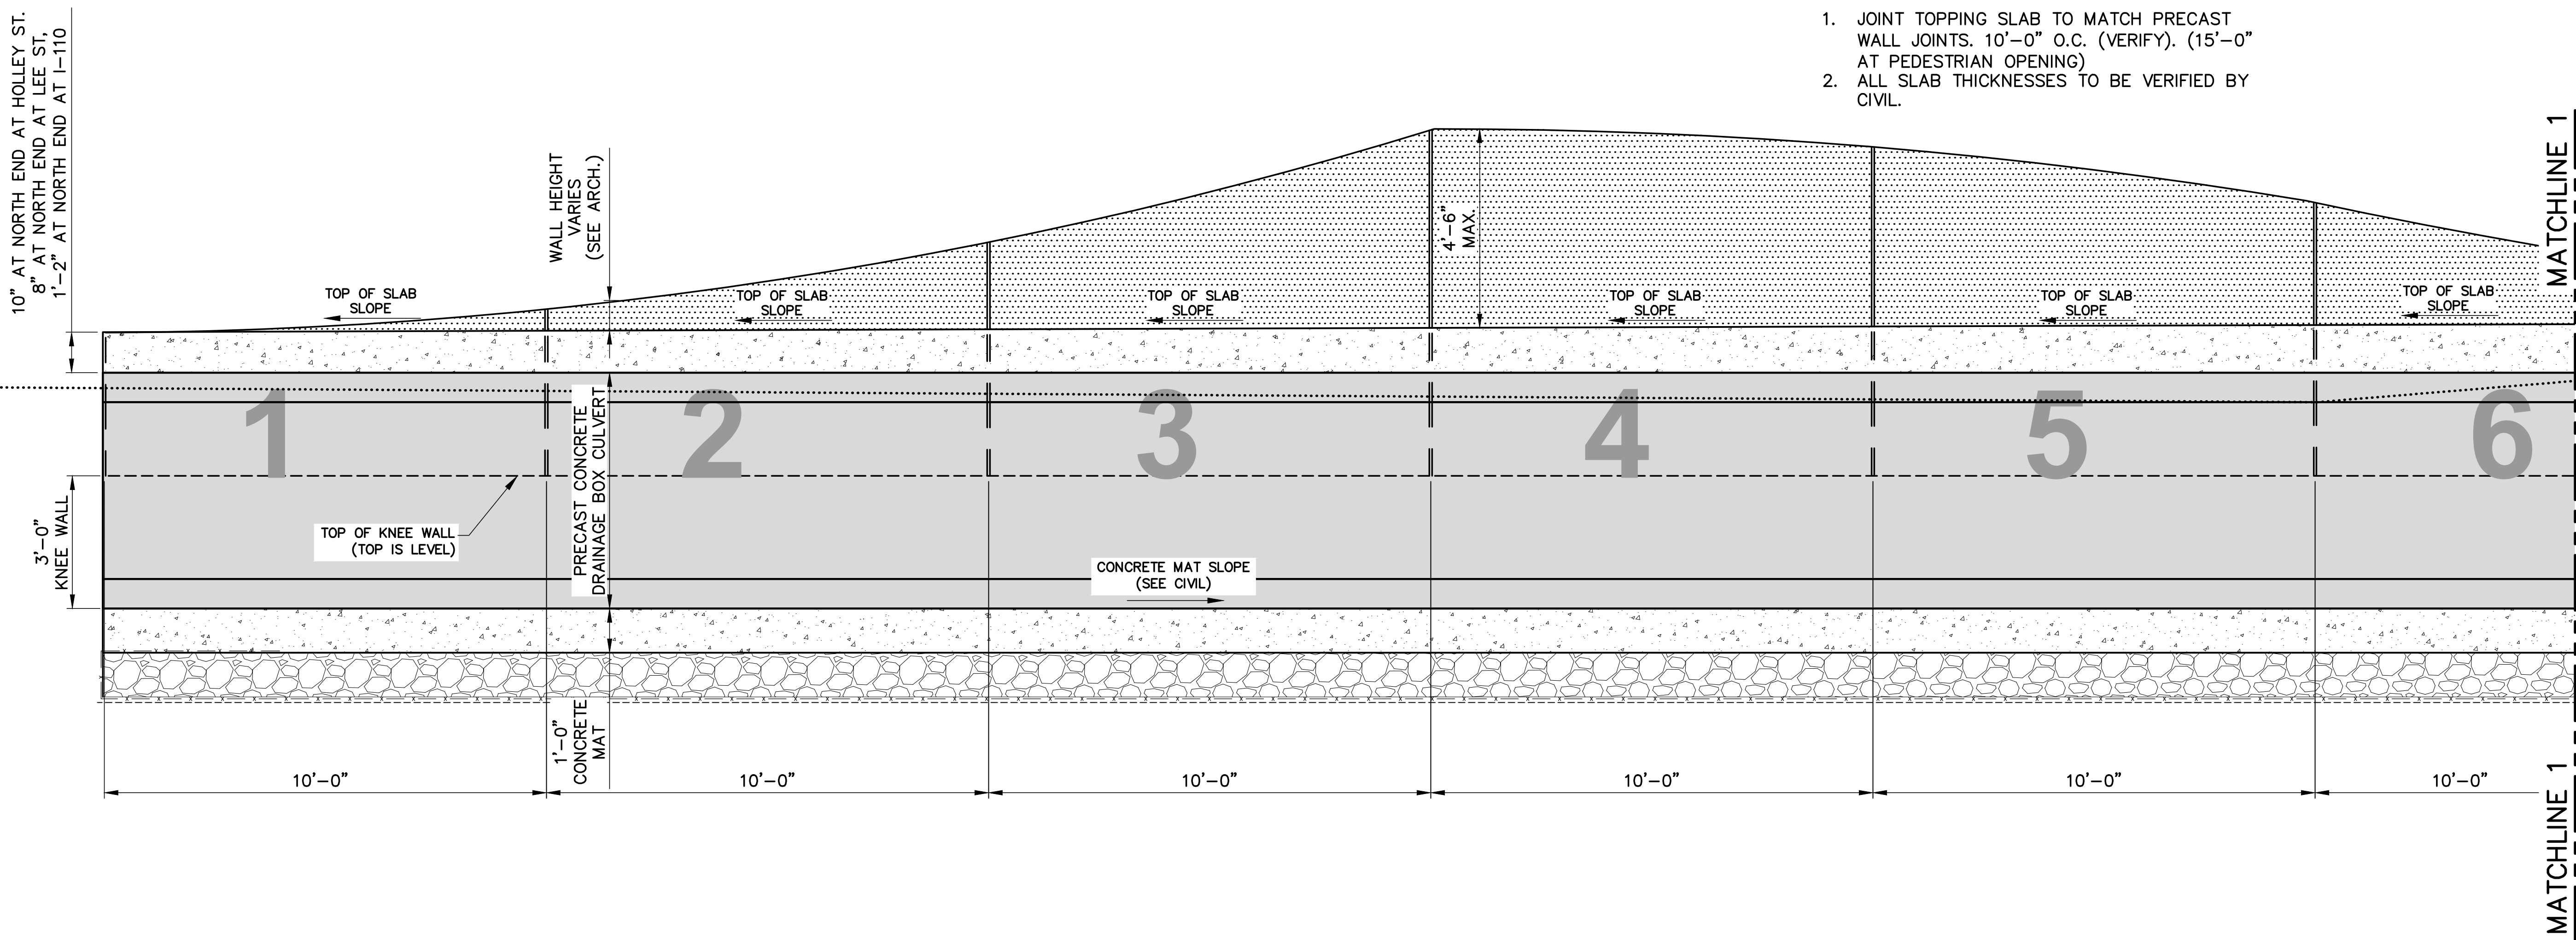 10" AT NORTH END AT HOLLEY ST.
8" AT NORTH END AT LEE ST,
1'-2" AT NORTH END AT I-110
1. JOINT TOPPING SLAB TO MATCH PRECAST
WALL JOINTS. 10'-0" O.C. (VERIFY). (15'-0"
AT PEDESTRIAN OPENING)
2. ALL SLAB THICKNESSES TO BE VERIFIED BY
CIVIL.
MATCHLINE 1
WALL HEIGHT
VARIES
(SEE ARCH.)
4'-6"
MAX.
TOP OF SLAB
SLOPE
TOP OF SLAB
SLOPE
TOP OF SLAB
SLOPE
TOP OF SLAB
SLOPE
TOP OF SLAB
SLOPE
TOP OF SLAB
SLOPE
1
2
3
4
5
6
PRECAST CONCRETE
DRAINAGE BOX CULVERT
3'-0"
KNEE WALL
TOP OF KNEE WALL
(TOP IS LEVEL)
CONCRETE MAT SLOPE
(SEE CIVIL)
1'-0"
CONCRETE
MAT
10'-0"
10'-0"
10'-0"
10'-0"
10'-0"
10'-0"
MATCHLINE 1